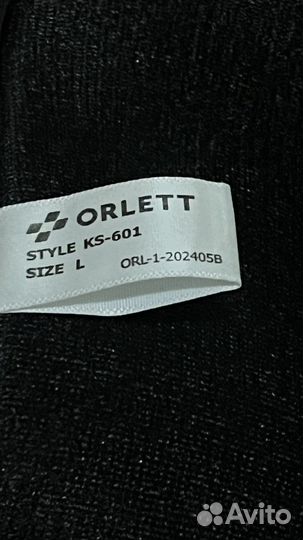 ORLETT
STYLE KS-601
SIZE L ORL-1-202405B
Avito